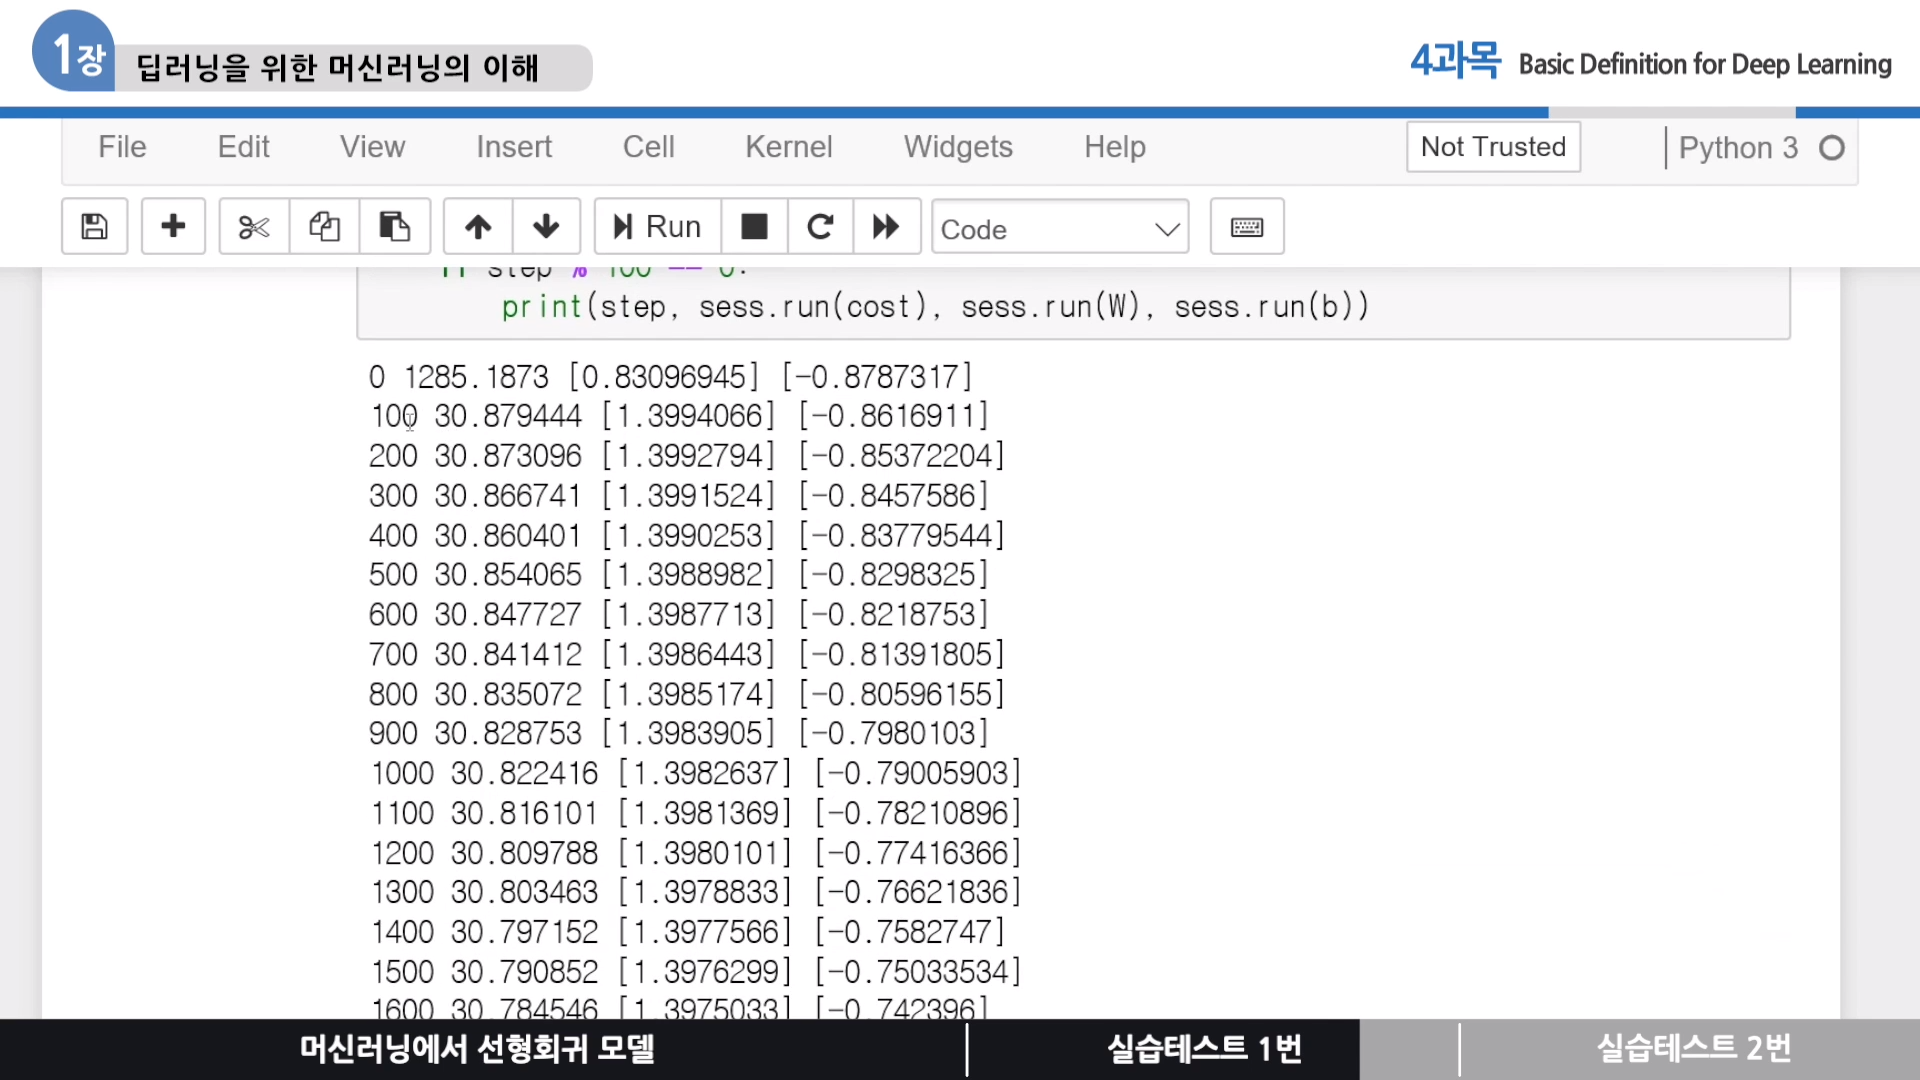 1장 딥러닝을 위한 머신러닝의 이해
4과목 Basic Definition for Deep Learning
File Edit View Insert Cell Kernel Widgets Help Not Trusted Python 3
Run Code
if step % 100 == 0:
print(step, sess.run(cost), sess.run(W), sess.run(b))
0 1285.1873 [0.83096945] [-0.8787317]
100 30.879444 [1.3994066] [-0.8616911]
200 30.873096 [1.3992794] [-0.85372204]
300 30.866741 [1.3991524] [-0.8457586]
400 30.860401 [1.3990253] [-0.83779544]
500 30.854065 [1.3988982] [-0.8298325]
600 30.847727 [1.3987713] [-0.8218753]
700 30.841412 [1.3986443] [-0.81391805]
800 30.835072 [1.3985174] [-0.80596155]
900 30.828753 [1.3983905] [-0.7980103]
1000 30.822416 [1.3982637] [-0.79005903]
1100 30.816101 [1.3981369] [-0.78210896]
1200 30.809788 [1.3980101] [-0.77416366]
1300 30.803463 [1.3978833] [-0.76621836]
1400 30.797152 [1.3977566] [-0.7582747]
1500 30.790852 [1.3976299] [-0.75033534]
1600 30.784546 [1.3975033] [-0.742396]
머신러닝에서 선형회귀 모델 실습테스트 1번 실습테스트 2번